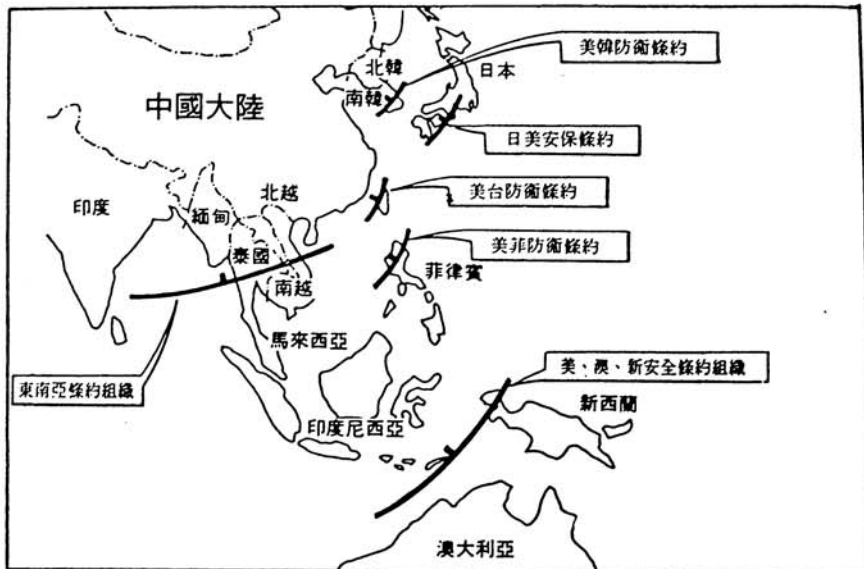 美韓防衛條約
北韓
日本
南韓
中國大陸
日美安保條約
北越
美台防衛條約
印度
緬甸
泰國
美菲防衛條約
菲律賓
南越
馬來西亞
東南亞條約組織
美、澳、新安全條約組織
新西蘭
印度尼西亞
澳大利亞